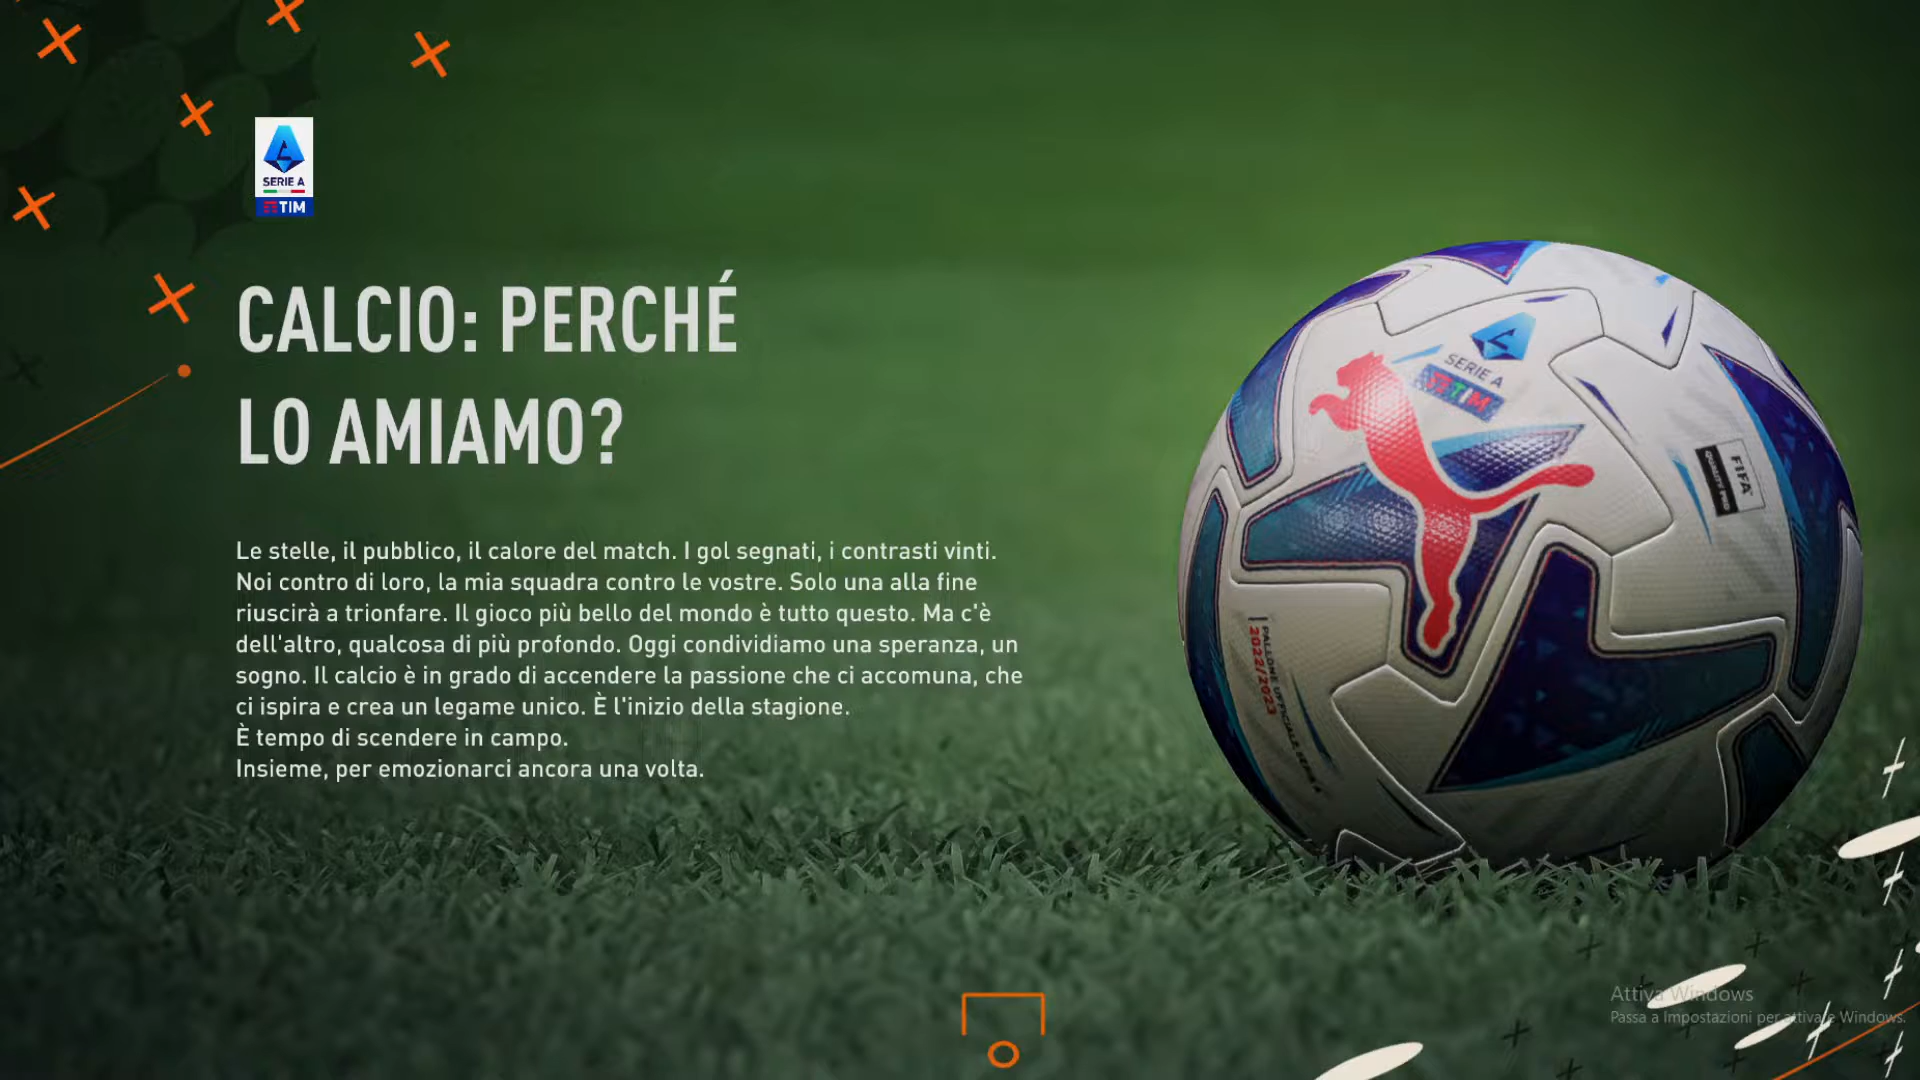 SERIE A
TIM
CALCIO: PERCHÉ
LO AMIAMO?
Le stelle, il pubblico, il calore del match. I gol segnati, i contrasti vinti.
Noi contro di loro, la mia squadra contro le vostre. Solo una alla fine
riuscirà a trionfare. Il gioco più bello del mondo è tutto questo. Ma c'è
dell'altro, qualcosa di più profondo. Oggi condividiamo una speranza, un
sogno. Il calcio è in grado di accendere la passione che ci accomuna, che
ci ispira e crea un legame unico. È l'inizio della stagione.
È tempo di scendere in campo.
Insieme, per emozionarci ancora una volta.
SERIE A
TIM
FIFA
QUALITY PRO
PALLONE UFFICIALE
2022/2023
Attiva Windows
Passa a Impostazioni per attivare Windows.